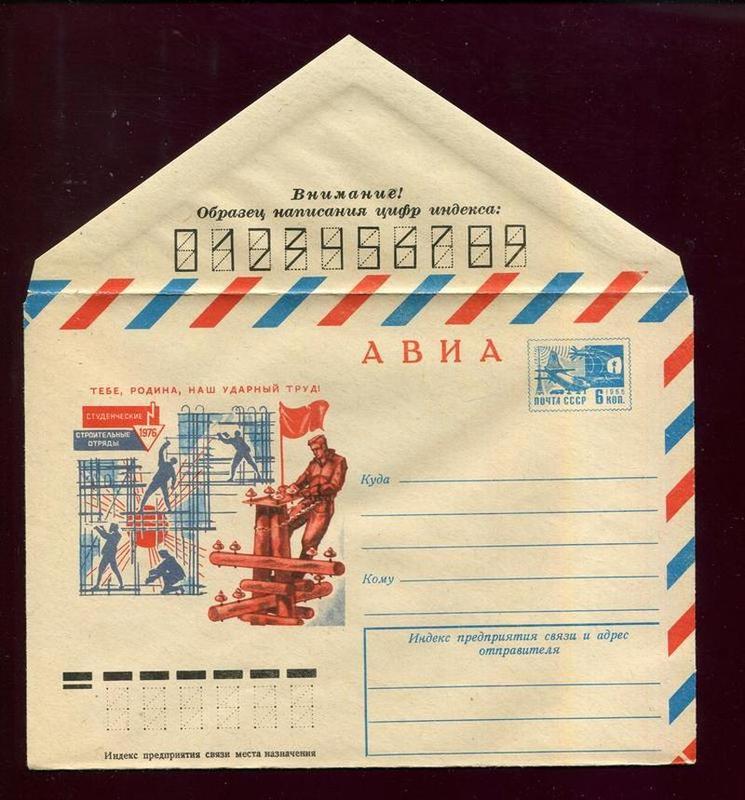 Внимание!
Образец написания цифр индекса:
0123456789
АВИА
ПОЧТА СССР 6 КОП.
1966
ТЕБЕ, РОДИНА, НАШ УДАРНЫЙ ТРУД!
СТУДЕНЧЕСКИЕ
СТРОИТЕЛЬНЫЕ
ОТРЯДЫ
1976
Куда
Кому
Индекс предприятия связи и адрес
отправителя
Индекс предприятия связи места назначения